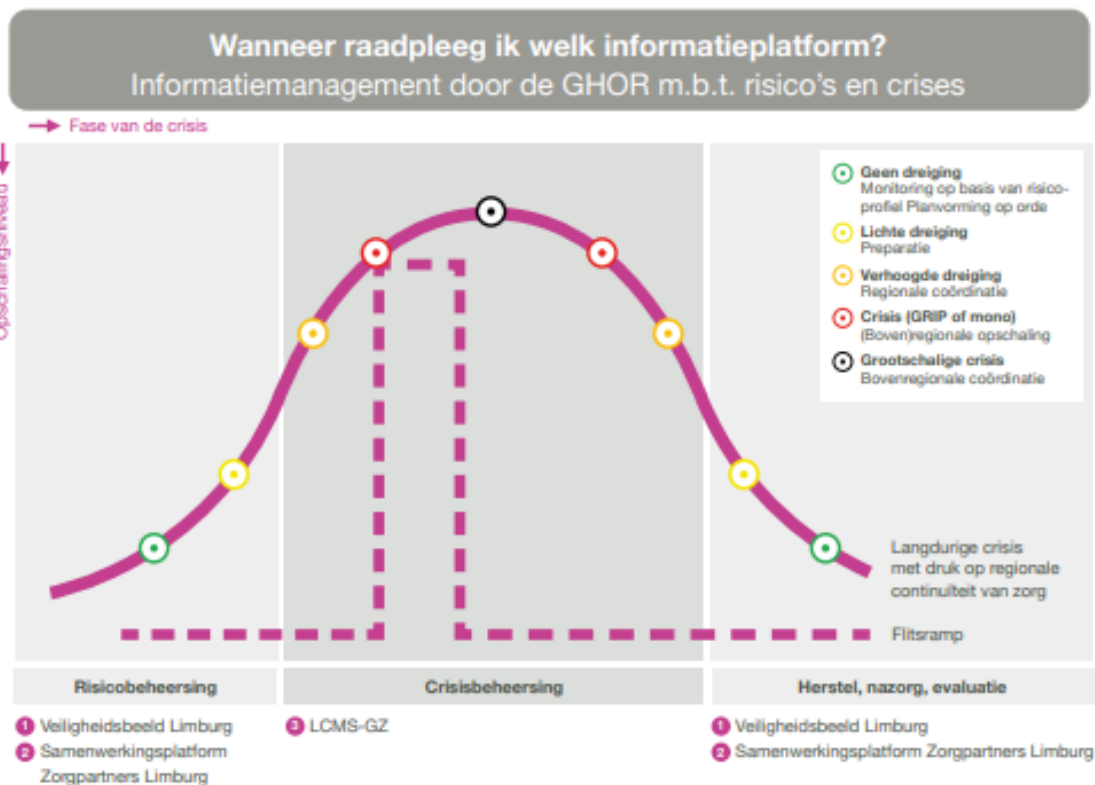 Wanneer raadpleeg ik welk informatieplatform?
Informatiemanagement door de GHOR m.b.t. risico's en crises
Fase van de crisis
Opschalingsniveau
Geen dreiging
Monitoring op basis van risico-
profiel Planvorming op orde
Lichte dreiging
Preparatie
Verhoogde dreiging
Regionale coördinatie
Crisis (GRIP of mono)
(Boven)regionale opschaling
Grootschalige crisis
Bovenregionale coördinatie
Langdurige crisis
met druk op regionale
continuïteit van zorg
Flitsramp
Risicobeheersing
1 Veiligheidsbeeld Limburg
2 Samenwerkingsplatform
Zorgpartners Limburg
Crisisbeheersing
3 LCMS-GZ
Herstel, nazorg, evaluatie
1 Veiligheidsbeeld Limburg
2 Samenwerkingsplatform Zorgpartners Limburg